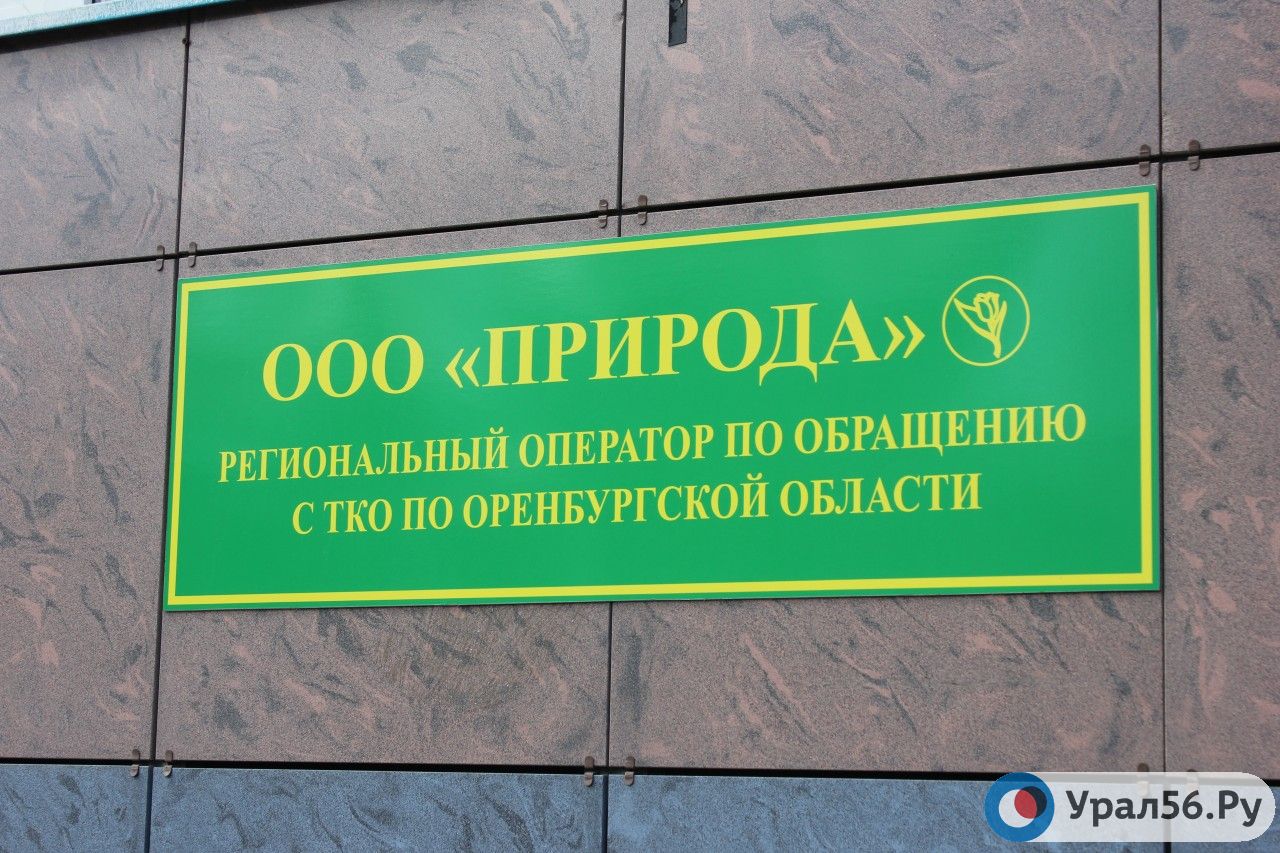 ООО «ПРИРОДА»
РЕГИОНАЛЬНЫЙ ОПЕРАТОР ПО ОБРАЩЕНИЮ
С ТКО ПО ОРЕНБУРГСКОЙ ОБЛАСТИ
Урал56.Ру